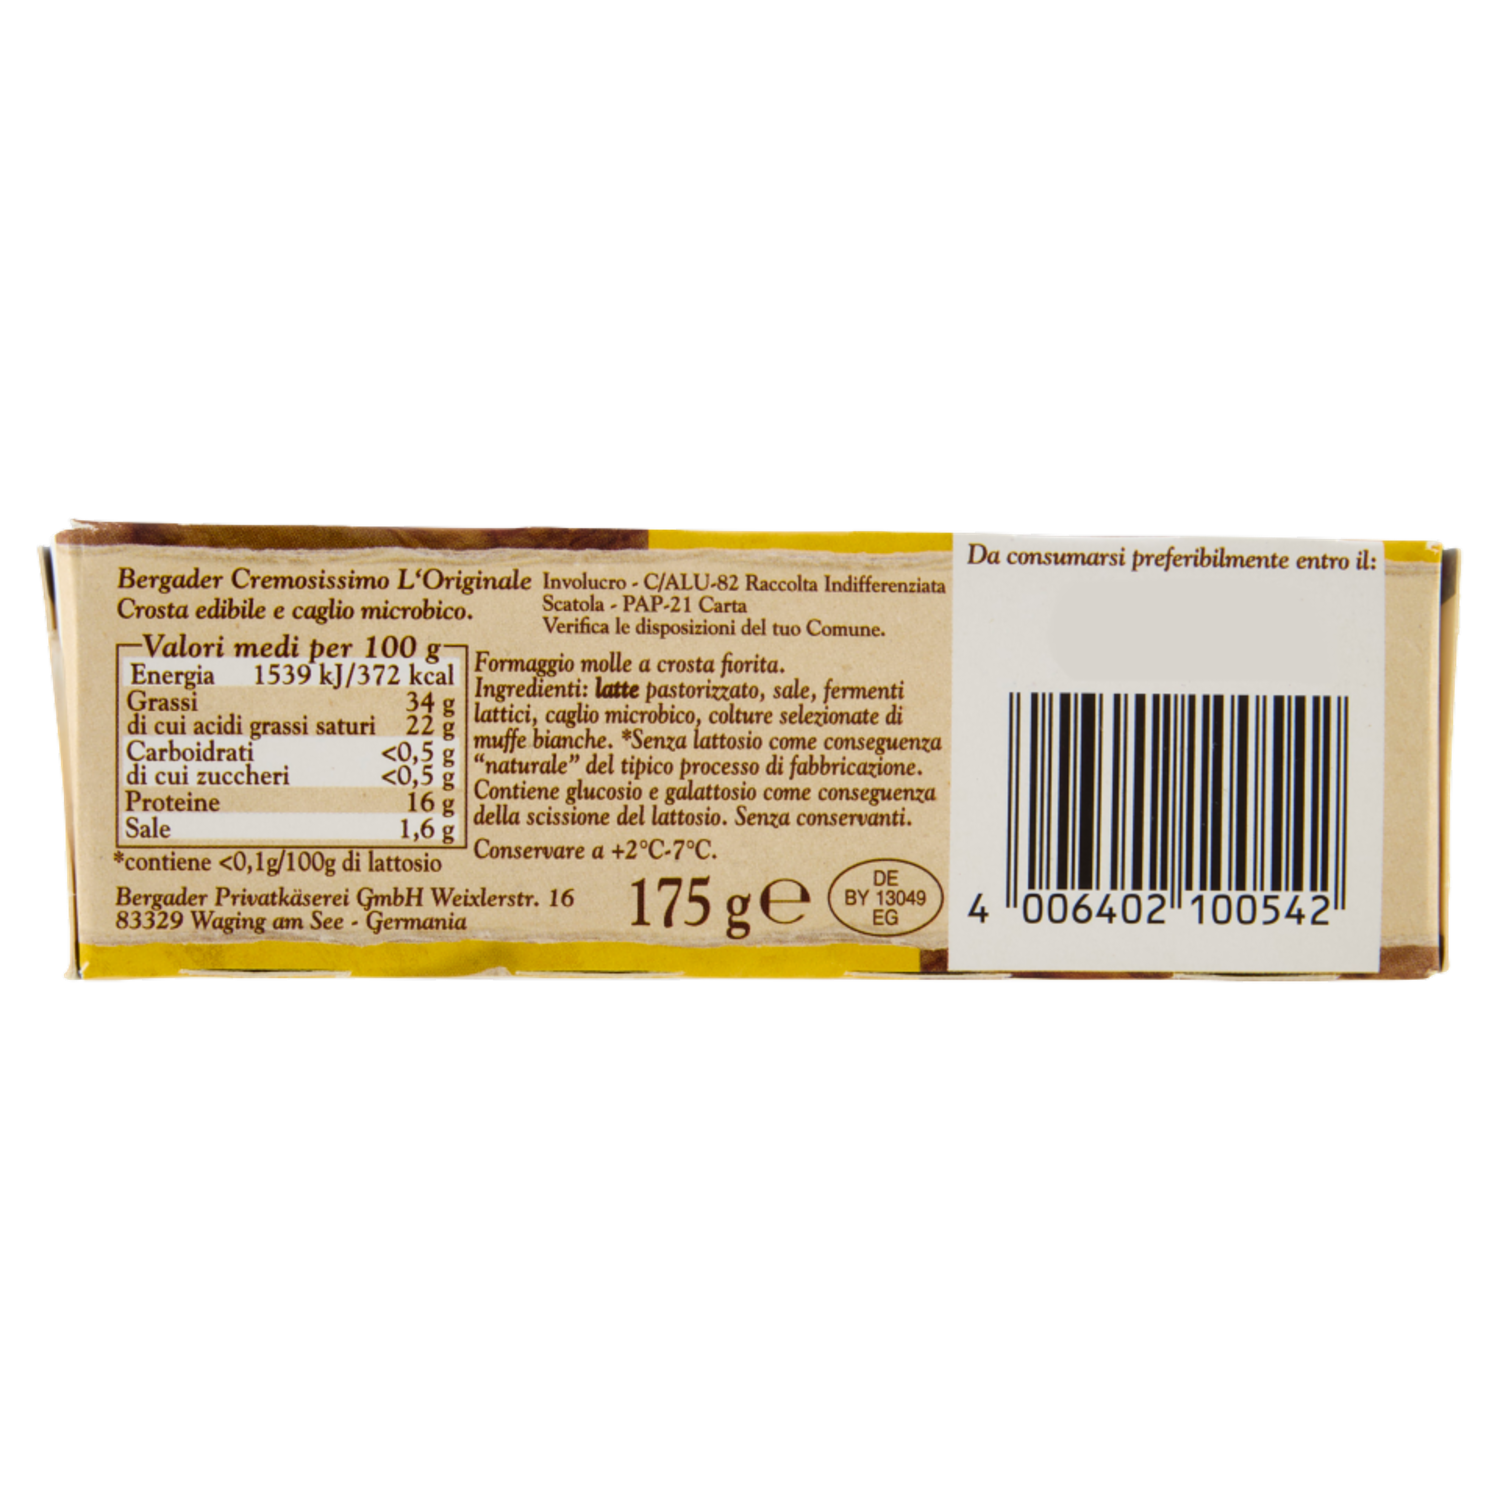 Bergader Cremosissimo L‘Originale
Crosta edibile e caglio microbico.
Involucro - C/ALU-82 Raccolta Indifferenziata
Scatola - PAP-21 Carta
Verifica le disposizioni del tuo Comune.
Valori medi per 100 g
Energia 1539 kJ/372 kcal
Grassi 34 g
di cui acidi grassi saturi 22 g
Carboidrati <0,5 g
di cui zuccheri <0,5 g
Proteine 16 g
Sale 1,6 g
*contiene <0,1g/100g di lattosio
Bergader Privatkäserei GmbH Weixlerstr. 16
83329 Waging am See - Germania
Formaggio molle a crosta fiorita.
Ingredienti: latte pastorizzato, sale, fermenti
lattici, caglio microbico, colture selezionate di
muffe bianche. *Senza lattosio come conseguenza
“naturale” del tipico processo di fabbricazione.
Contiene glucosio e galattosio come conseguenza
della scissione del lattosio. Senza conservanti.
Conservare a +2°C-7°C.
175 g ℮
DE
BY 13049
EG
Da consumarsi preferibilmente entro il:
4 006402 100542